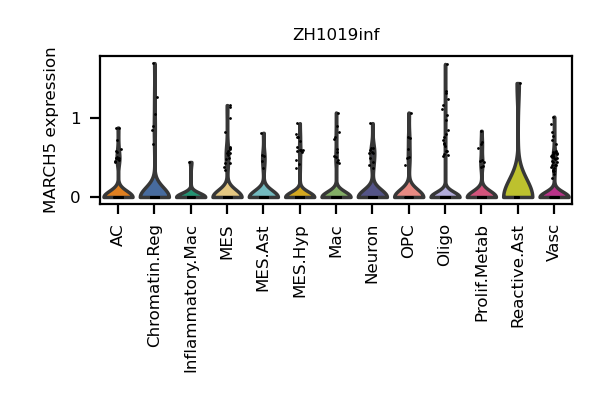 ZH1019inf
MARCH5 expression
1
0
AC
Chromatin.Reg
Inflammatory.Mac
MES
MES.Ast
MES.Hyp
Mac
Neuron
OPC
Oligo
Prolif.Metab
Reactive.Ast
Vasc